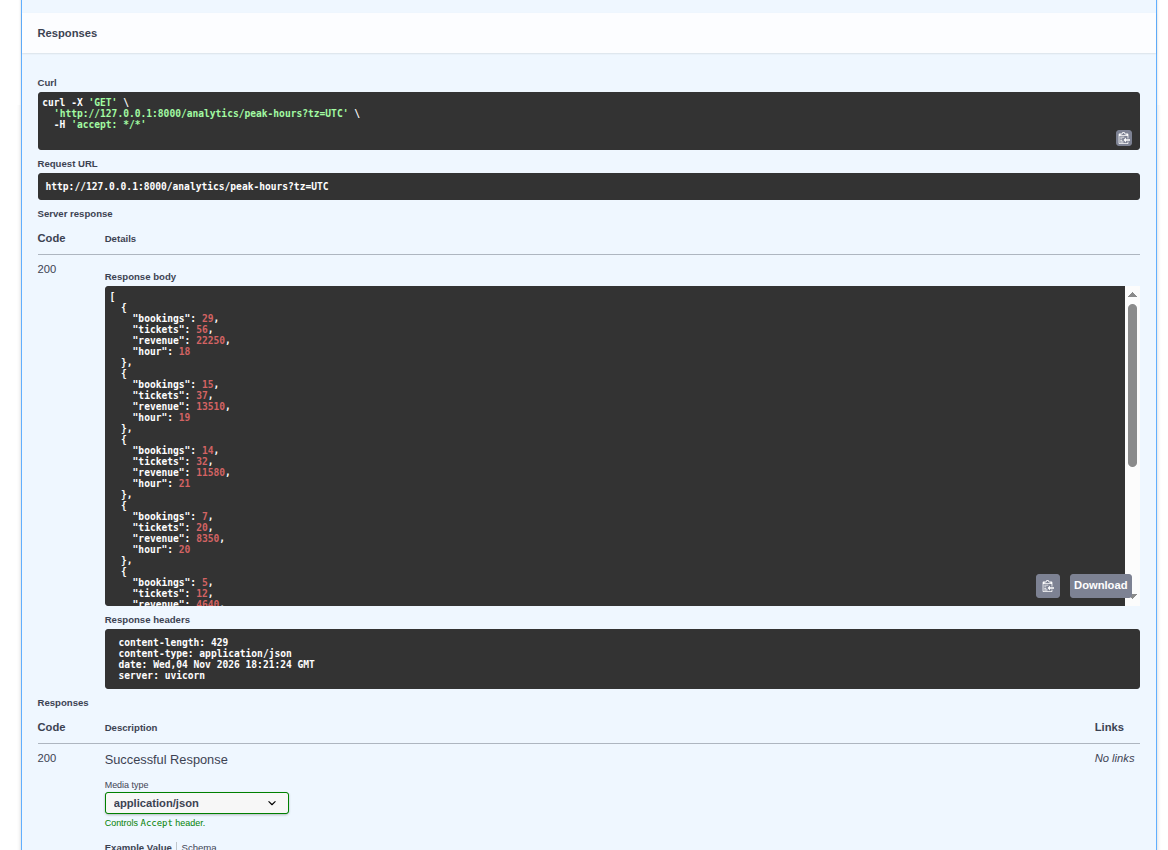 Responses
Curl
curl -X 'GET' \
  'http://127.0.0.1:8000/analytics/peak-hours?tz=UTC' \
  -H 'accept: */*'
Request URL
http://127.0.0.1:8000/analytics/peak-hours?tz=UTC
Server response
Code Details
200
Response body
[
  {
    "bookings": 29,
    "tickets": 56,
    "revenue": 22250,
    "hour": 18
  },
  {
    "bookings": 15,
    "tickets": 37,
    "revenue": 13510,
    "hour": 19
  },
  {
    "bookings": 14,
    "tickets": 32,
    "revenue": 11580,
    "hour": 21
  },
  {
    "bookings": 7,
    "tickets": 20,
    "revenue": 8350,
    "hour": 20
  },
  {
    "bookings": 5,
    "tickets": 12,
    "revenue": 4640,
Download
Response headers
content-length: 429
content-type: application/json
date: Wed,04 Nov 2026 18:21:24 GMT
server: uvicorn
Responses
Code Description Links
200 Successful Response No links
Media type
application/json
Controls Accept header.
Example Value Schema